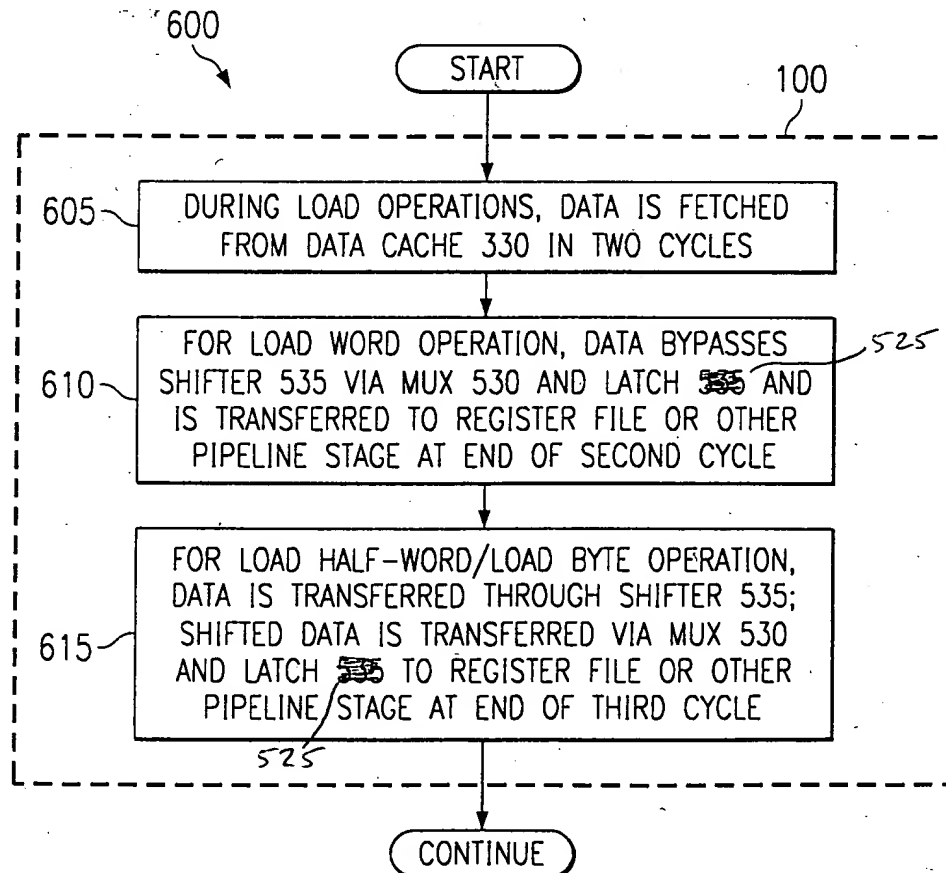 600
START
100
605
DURING LOAD OPERATIONS, DATA IS FETCHED
FROM DATA CACHE 330 IN TWO CYCLES
610
FOR LOAD WORD OPERATION, DATA BYPASSES
SHIFTER 535 VIA MUX 530 AND LATCH 535 AND
525
IS TRANSFERRED TO REGISTER FILE OR OTHER
PIPELINE STAGE AT END OF SECOND CYCLE
615
FOR LOAD HALF-WORD/LOAD BYTE OPERATION,
DATA IS TRANSFERRED THROUGH SHIFTER 535;
SHIFTED DATA IS TRANSFERRED VIA MUX 530
AND LATCH 535 TO REGISTER FILE OR OTHER
PIPELINE STAGE AT END OF THIRD CYCLE
525
CONTINUE